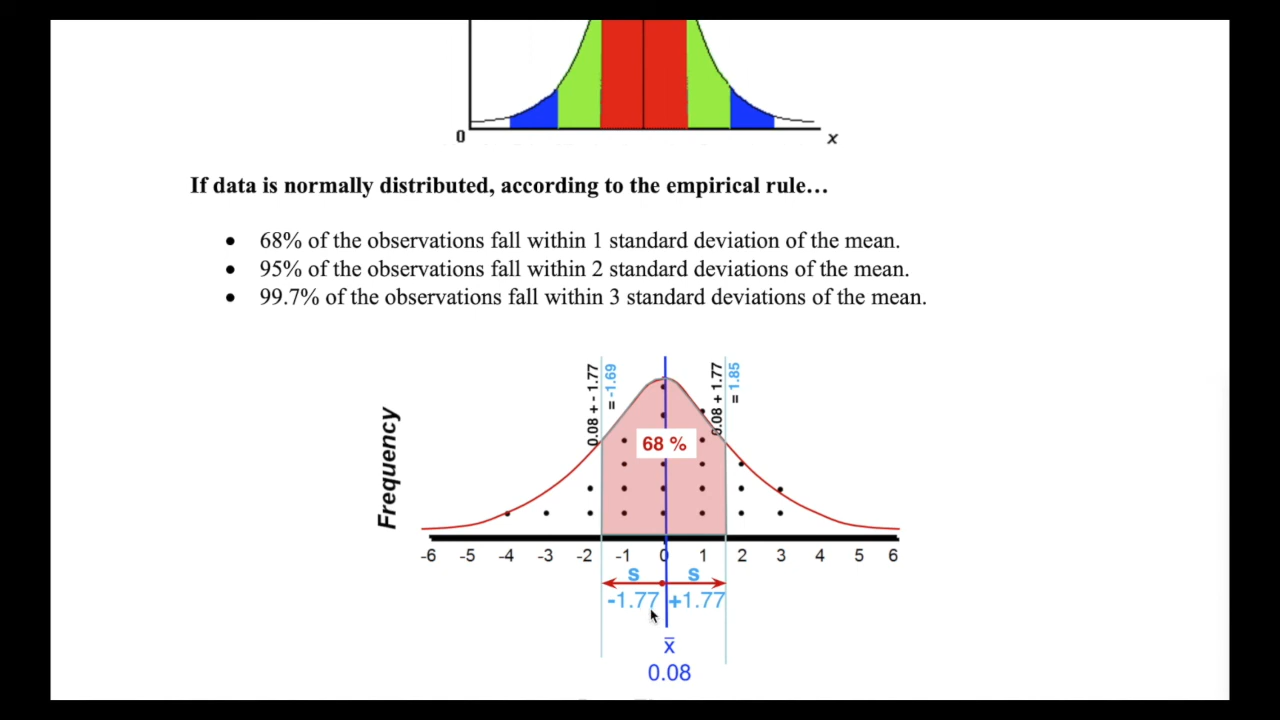 0
x
If data is normally distributed, according to the empirical rule…
• 68% of the observations fall within 1 standard deviation of the mean.
• 95% of the observations fall within 2 standard deviations of the mean.
• 99.7% of the observations fall within 3 standard deviations of the mean.
Frequency
0.08 + - 1.77
= -1.69
0.08 + 1.77
= 1.85
68 %
-6 -5 -4 -3 -2 -1 0 1 2 3 4 5 6
s s
-1.77 +1.77
x̄
0.08